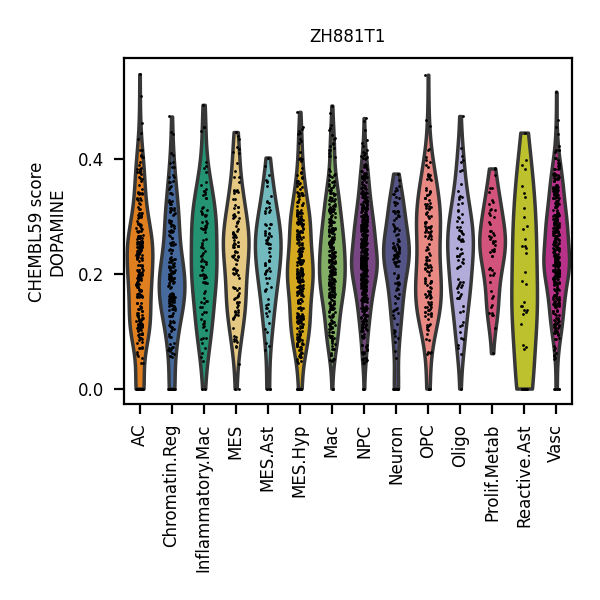 ZH881T1
CHEMBL59 score
DOPAMINE
0.4
0.2
0.0
AC
Chromatin.Reg
Inflammatory.Mac
MES
MES.Ast
MES.Hyp
Mac
NPC
Neuron
OPC
Oligo
Prolif.Metab
Reactive.Ast
Vasc